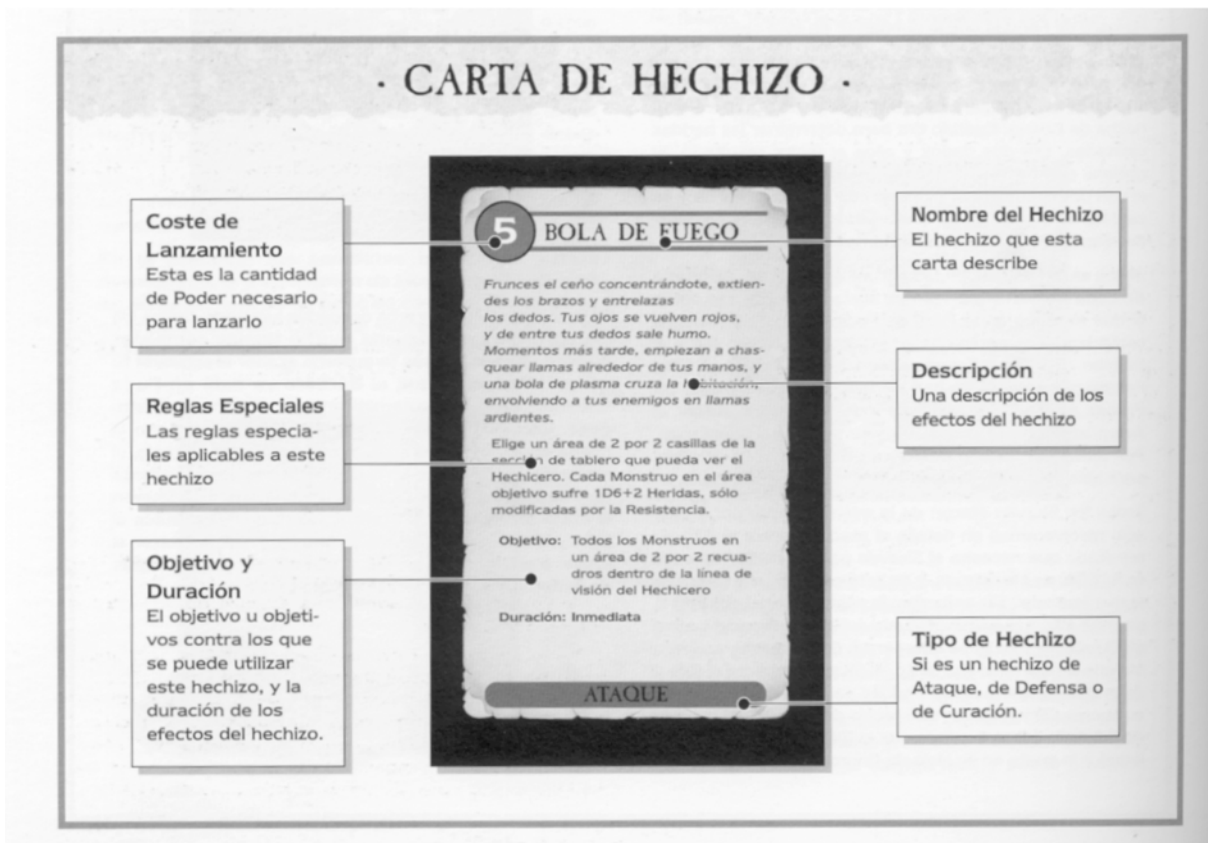 · CARTA DE HECHIZO ·
Coste de
Lanzamiento
Esta es la cantidad
de Poder necesario
para lanzarlo
Reglas Especiales
Las reglas especia-
les aplicables a este
hechizo
Objetivo y
Duración
El objetivo u objeti-
vos contra los que
se puede utilizar
este hechizo, y la
duración de los
efectos del hechizo.
5 BOLA DE FUEGO
Frunces el ceño concentrándote, extien-
des los brazos y entrelazas
los dedos. Tus ojos se vuelven rojos,
y de entre tus dedos sale humo.
Momentos más tarde, empiezan a chas-
quear llamas alrededor de tus manos, y
una bola de plasma cruza la habitación,
envolviendo a tus enemigos en llamas
ardientes.
Elige un área de 2 por 2 casillas de la
sección de tablero que pueda ver el
Hechicero. Cada Monstruo en el área
objetivo sufre 1D6+2 Heridas, sólo
modificadas por la Resistencia.
Objetivo: Todos los Monstruos en
un área de 2 por 2 recua-
dros dentro de la línea de
visión del Hechicero
Duración: Inmediata
ATAQUE
Nombre del Hechizo
El hechizo que esta
carta describe
Descripción
Una descripción de los
efectos del hechizo
Tipo de Hechizo
Si es un hechizo de
Ataque, de Defensa o
de Curación.